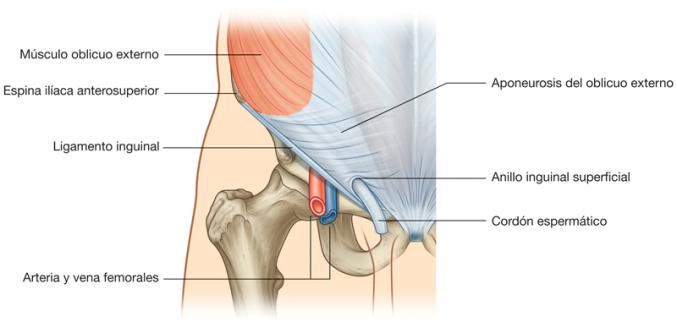 Músculo oblicuo externo
Espina ilíaca anterosuperior
Ligamento inguinal
Arteria y vena femorales
Aponeurosis del oblicuo externo
Anillo inguinal superficial
Cordón espermático